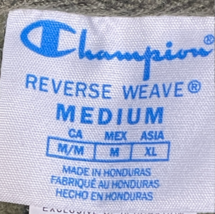 Champion®
REVERSE WEAVE®
MEDIUM
CA MEX ASIA
M/M M XL
MADE IN HONDURAS
FABRIQUÉ AU HONDURAS
HECHO EN HONDURAS